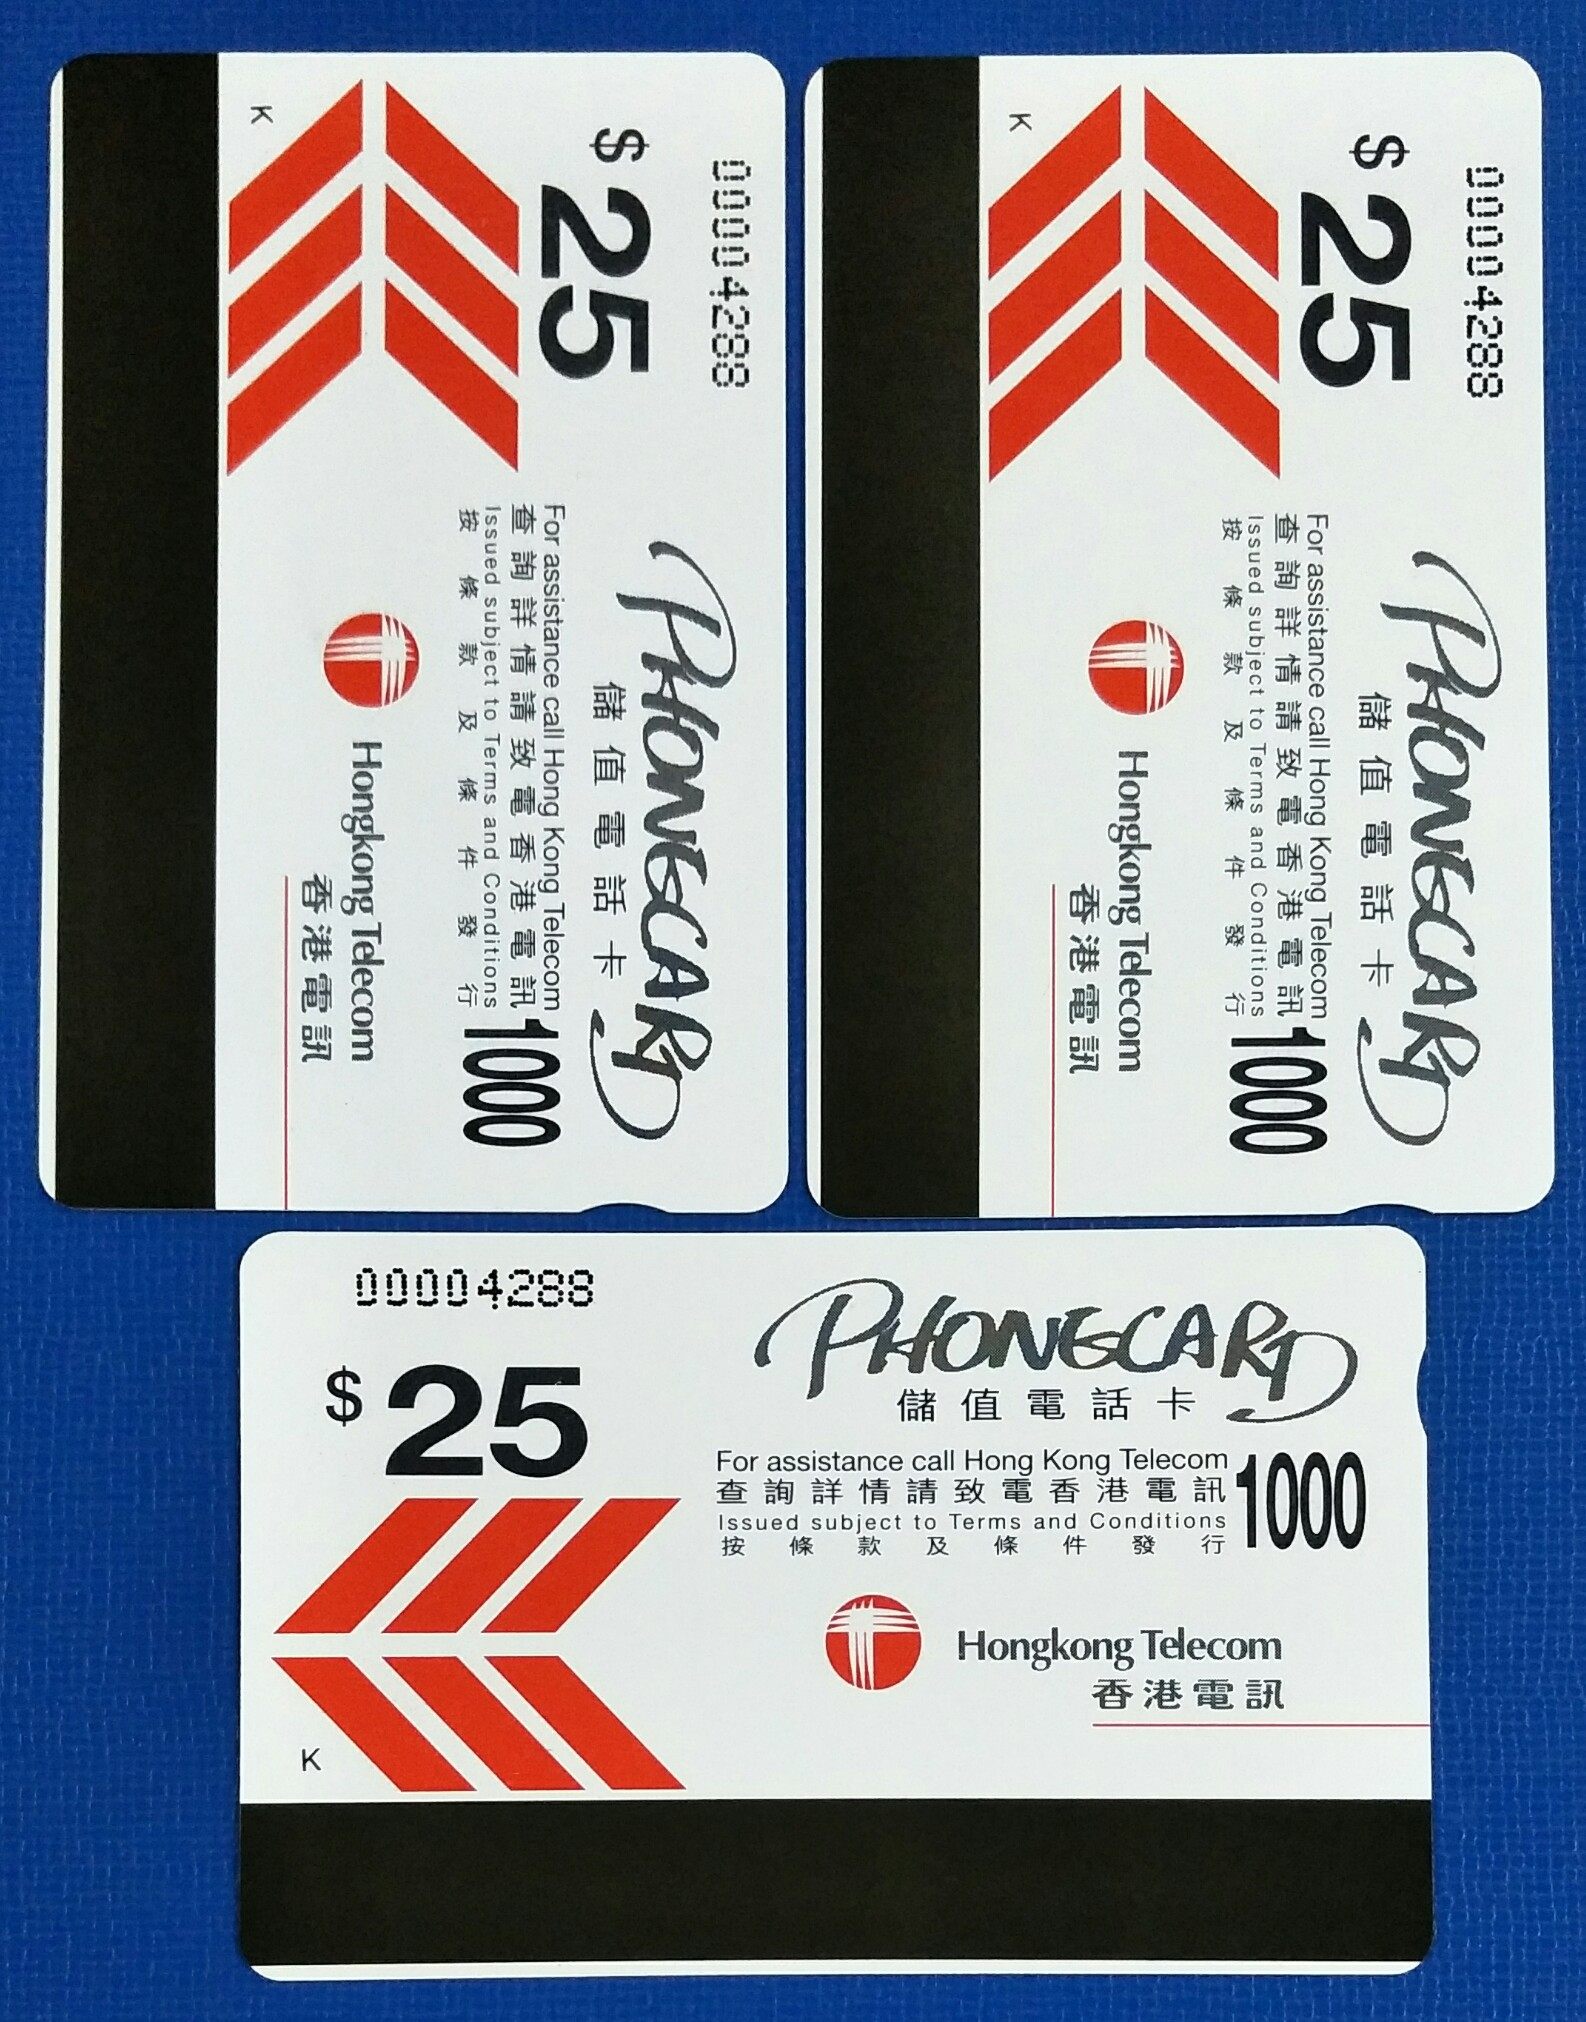 00004288
$25
PHONECARD
儲值電話卡
For assistance call Hong Kong Telecom
查詢詳情請致電香港電訊
1000
Issued subject to Terms and Conditions
按條款及條件發行
Hongkong Telecom
香港電訊
K
00004288
$25
PHONECARD
儲值電話卡
For assistance call Hong Kong Telecom
查詢詳情請致電香港電訊
1000
Issued subject to Terms and Conditions
按條款及條件發行
Hongkong Telecom
香港電訊
K
00004288
$25
PHONECARD
儲值電話卡
For assistance call Hong Kong Telecom
查詢詳情請致電香港電訊
1000
Issued subject to Terms and Conditions
按條款及條件發行
Hongkong Telecom
香港電訊
K